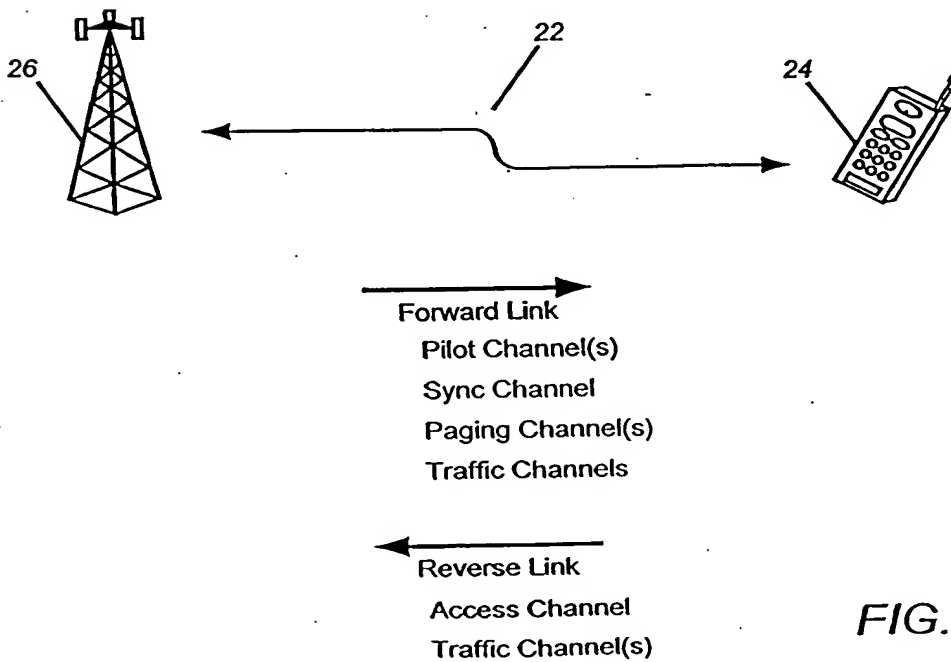 22
26
24
Forward Link
Pilot Channel(s)
Sync Channel
Paging Channel(s)
Traffic Channels
Reverse Link
Access Channel
Traffic Channel(s)
FIG.